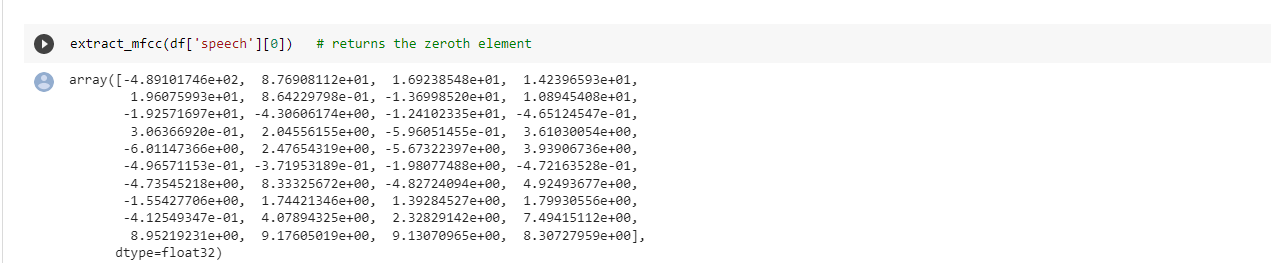 extract_mfcc(df['speech'][0])   # returns the zeroth element
array([-4.89101746e+02,  8.76908112e+01,  1.69238548e+01,  1.42396593e+01,
        1.96075993e+01,  8.64229798e-01, -1.36998520e+01,  1.08945408e+01,
       -1.92571697e+01, -4.30606174e+00, -1.24102335e+01, -4.65124547e-01,
        3.06366920e-01,  2.04556155e+00, -5.96051455e-01,  3.61030054e+00,
       -6.01147366e+00,  2.47654319e+00, -5.67322397e+00,  3.93906736e+00,
       -4.96571153e-01, -3.71953189e-01, -1.98077488e+00, -4.72163528e-01,
       -4.73545218e+00,  8.33325672e+00, -4.82724094e+00,  4.92493677e+00,
       -1.55427706e+00,  1.74421346e+00,  1.39284527e+00,  1.79930556e+00,
       -4.12549347e-01,  4.07894325e+00,  2.32829142e+00,  7.49415112e+00,
        8.95219231e+00,  9.17605019e+00,  9.13070965e+00,  8.30727959e+00],
      dtype=float32)